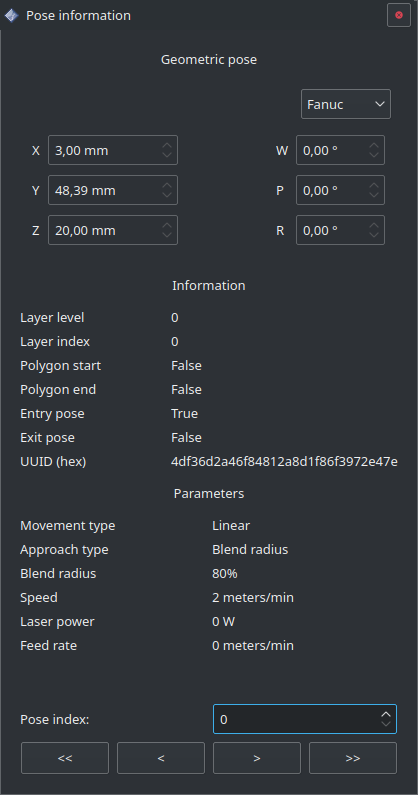 Pose information
Geometric pose
Fanuc
X 3,00 mm W 0,00 °
Y 48,39 mm P 0,00 °
Z 20,00 mm R 0,00 °
Information
Layer level 0
Layer index 0
Polygon start False
Polygon end False
Entry pose True
Exit pose False
UUID (hex) 4df36d2a46f84812a8d1f86f3972e47e
Parameters
Movement type Linear
Approach type Blend radius
Blend radius 80%
Speed 2 meters/min
Laser power 0 W
Feed rate 0 meters/min
Pose index: 0
<< < > >>